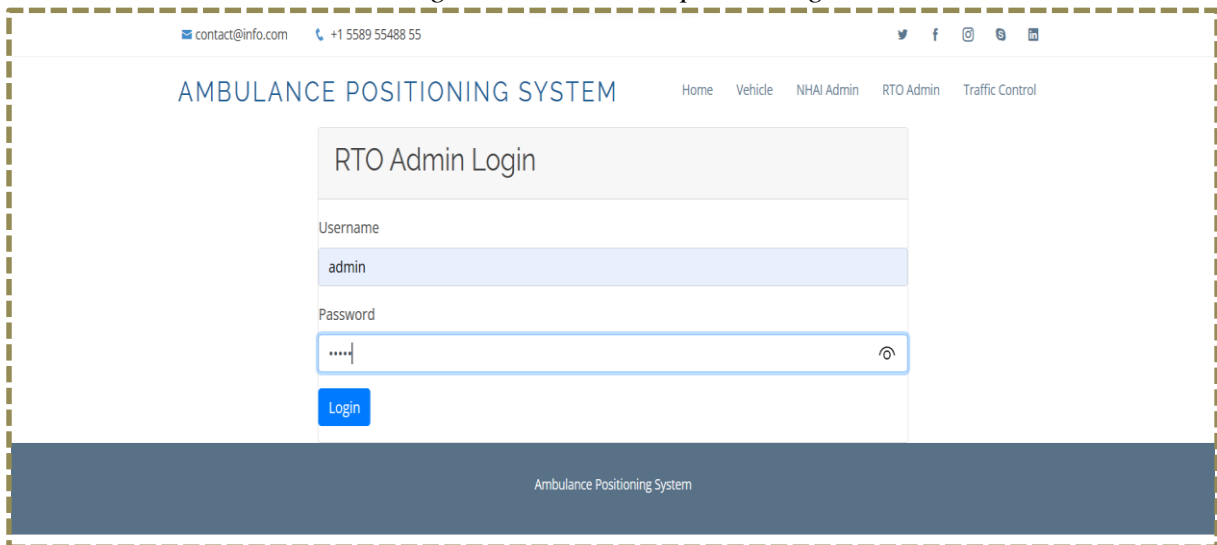 contact@info.com +1 5589 55488 55
AMBULANCE POSITIONING SYSTEM Home Vehicle NHAI Admin RTO Admin Traffic Control
RTO Admin Login
Username
admin
Password
•••••
Login
Ambulance Positioning System